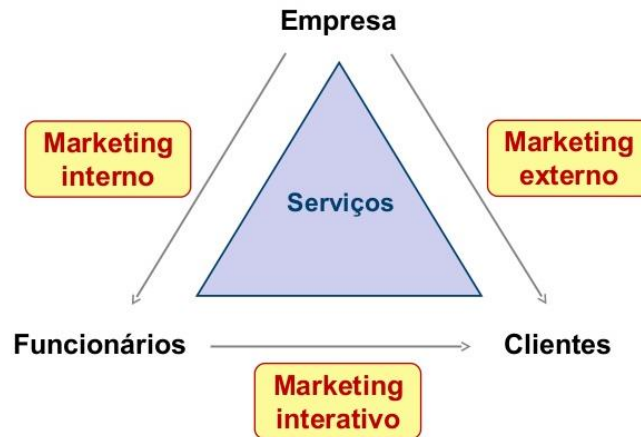 Empresa
Marketing
interno
Marketing
externo
Serviços
Funcionários
Clientes
Marketing
interativo